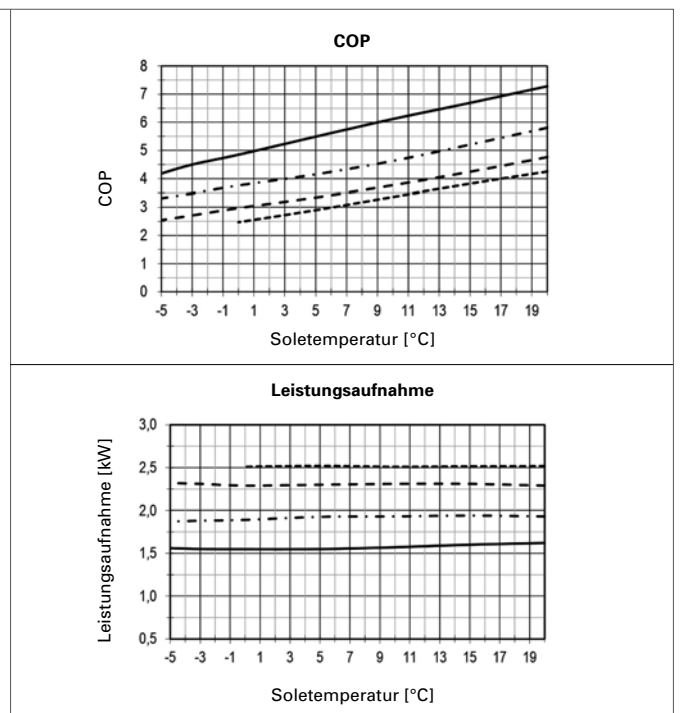 COP
8
7
6
5
4
3
2
1
0
COP
-5 -3 -1 1 3 5 7 9 11 13 15 17 19
Soletemperatur [°C]
Leistungsaufnahme
3,0
2,5
2,0
1,5
1,0
0,5
Leistungsaufnahme [kW]
-5 -3 -1 1 3 5 7 9 11 13 15 17 19
Soletemperatur [°C]